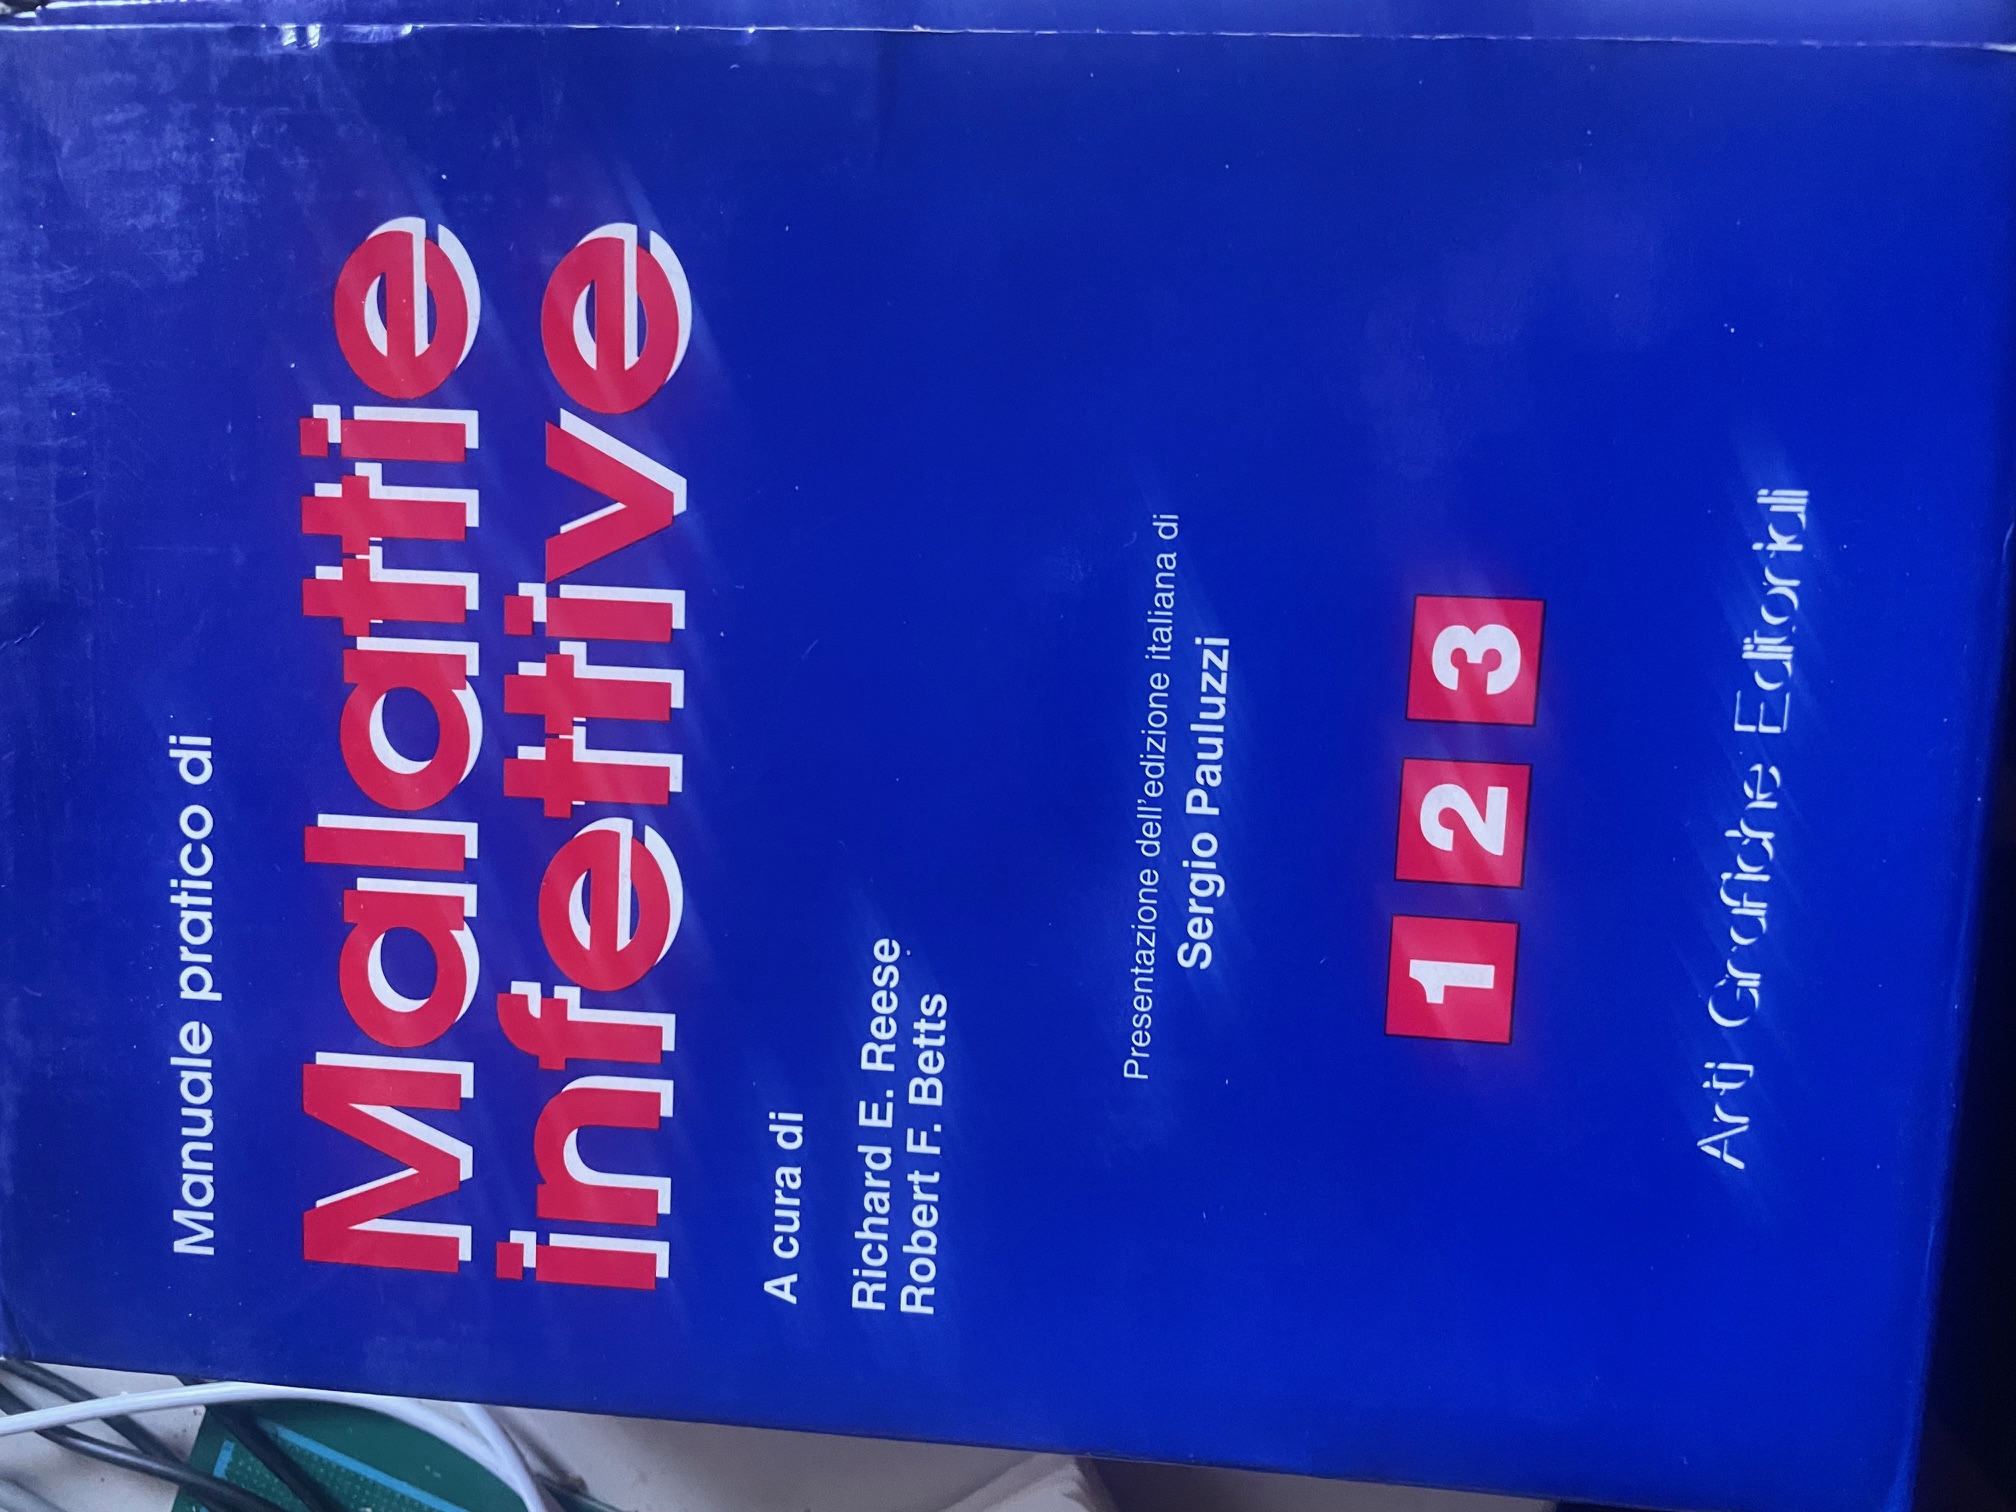 Manuale pratico di
Malattie
infettive
A cura di
Richard E. Reese
Robert F. Betts
Presentazione dell'edizione italiana di
Sergio Pauluzzi
1 2 3
Arti Grafiche Editoriali